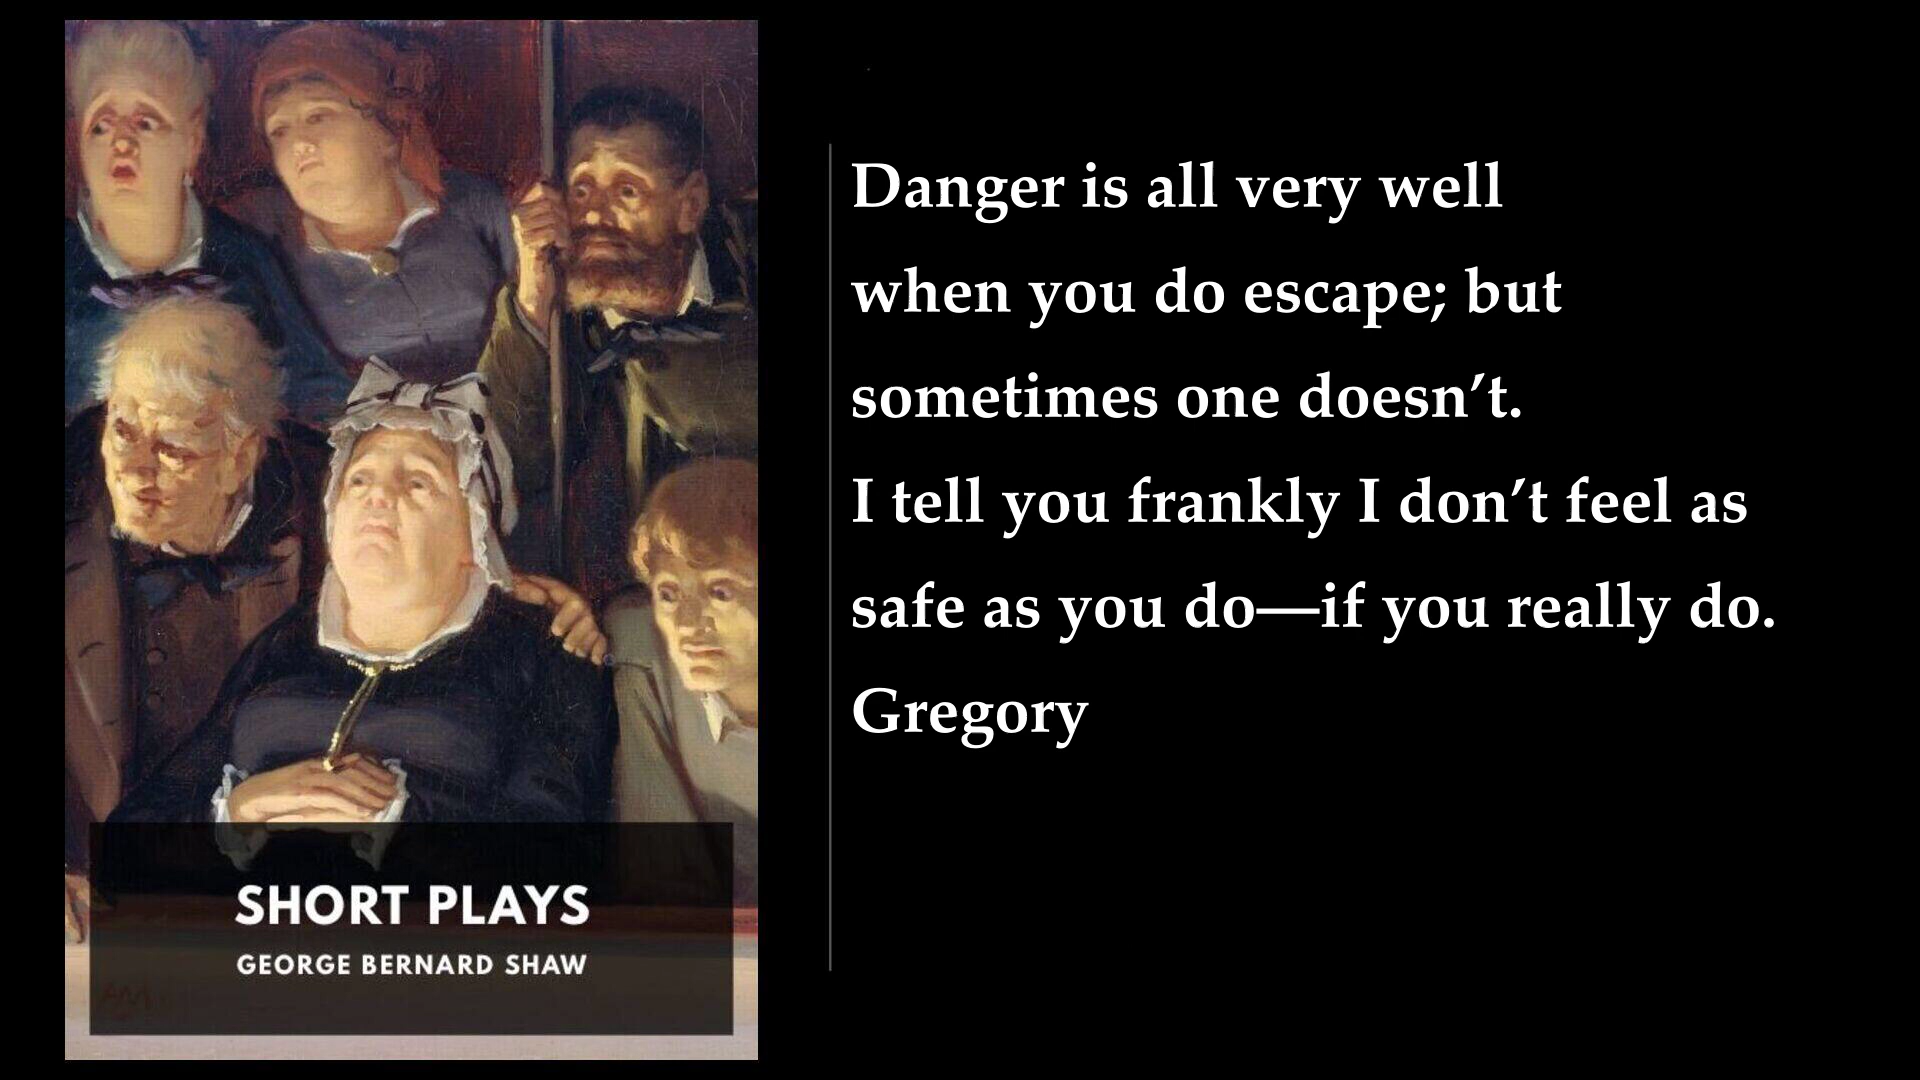 Danger is all very well
when you do escape; but
sometimes one doesn’t.
I tell you frankly I don’t feel as
safe as you do—if you really do.
Gregory
SHORT PLAYS
GEORGE BERNARD SHAW